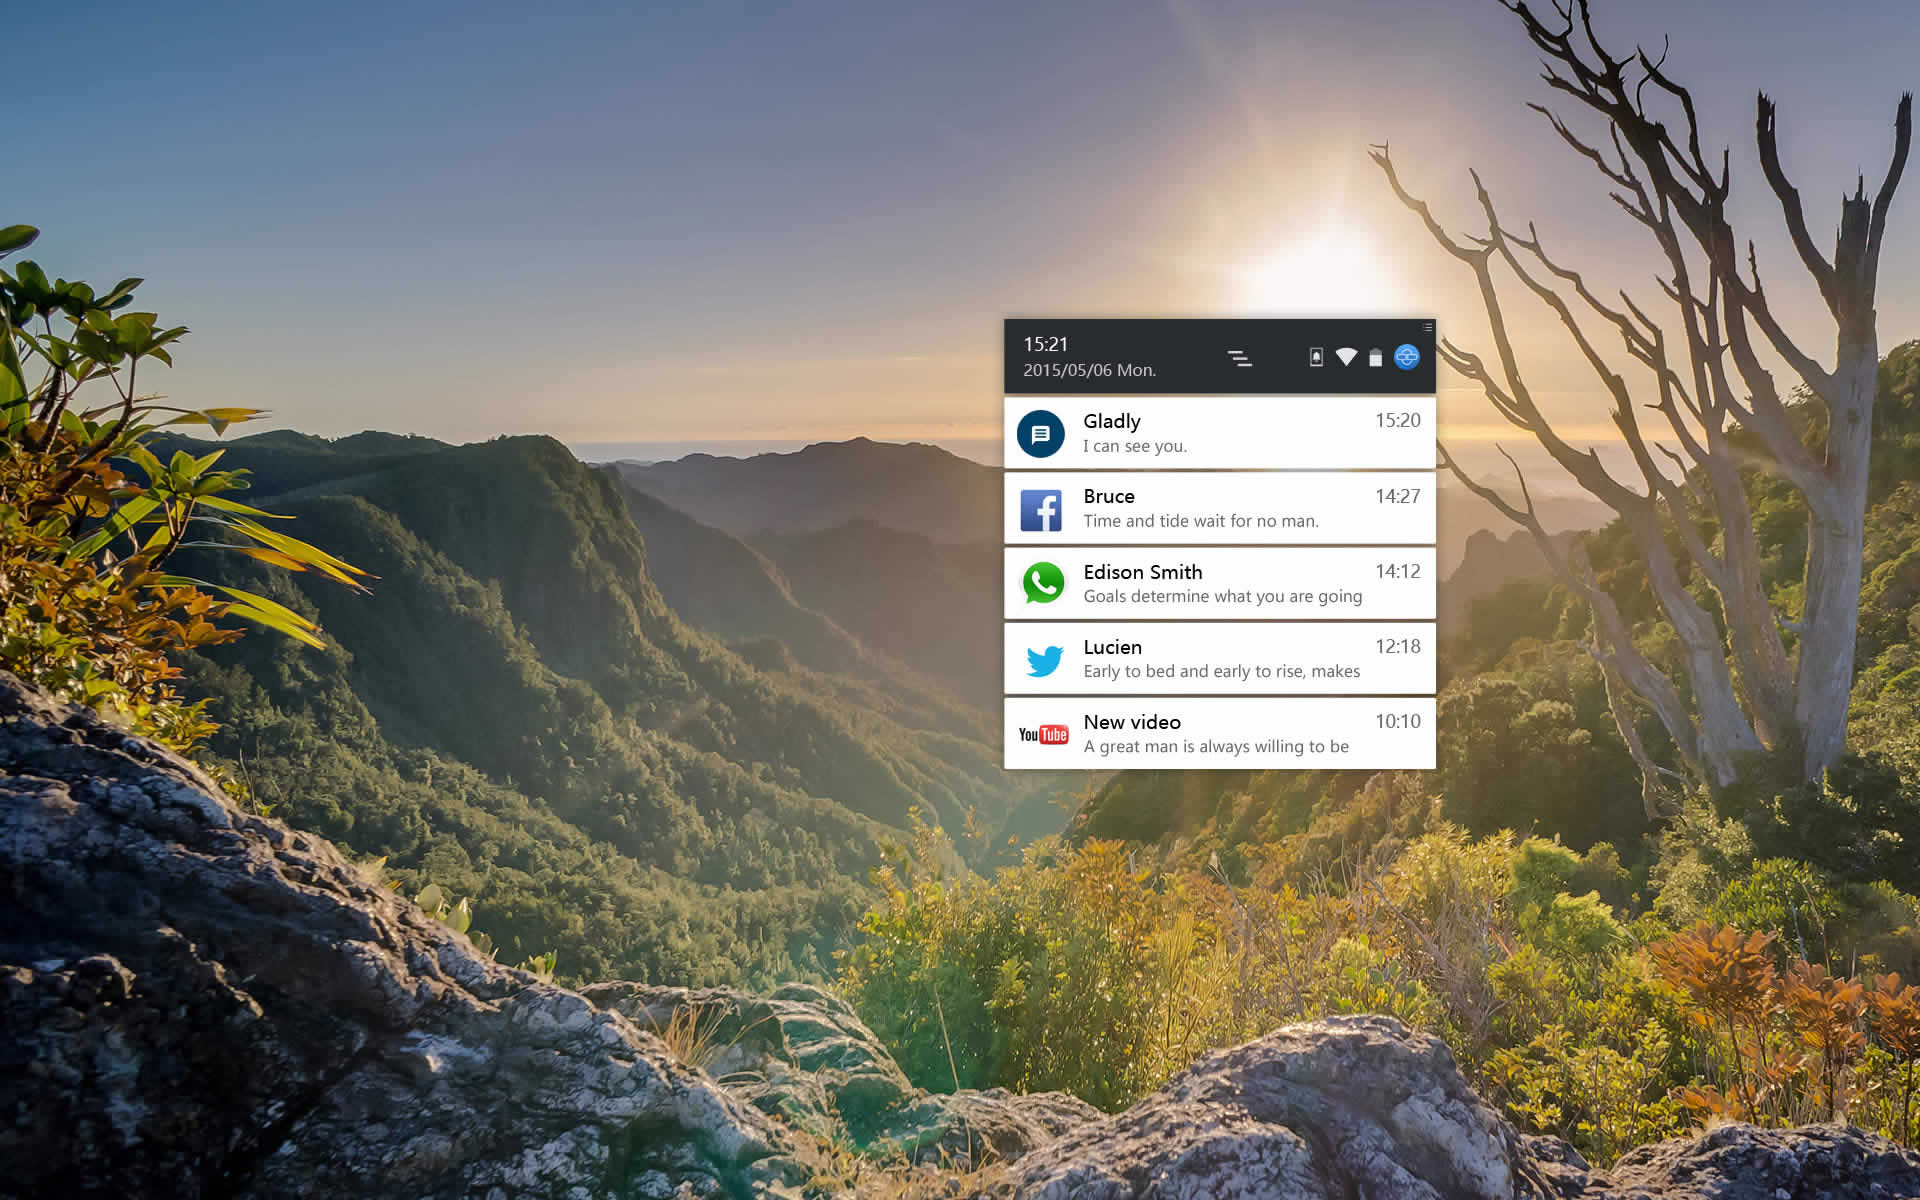 15:21
2015/05/06 Mon.
Gladly 15:20
I can see you.
Bruce 14:27
Time and tide wait for no man.
Edison Smith 14:12
Goals determine what you are going
Lucien 12:18
Early to bed and early to rise, makes
YouTube New video 10:10
A great man is always willing to be